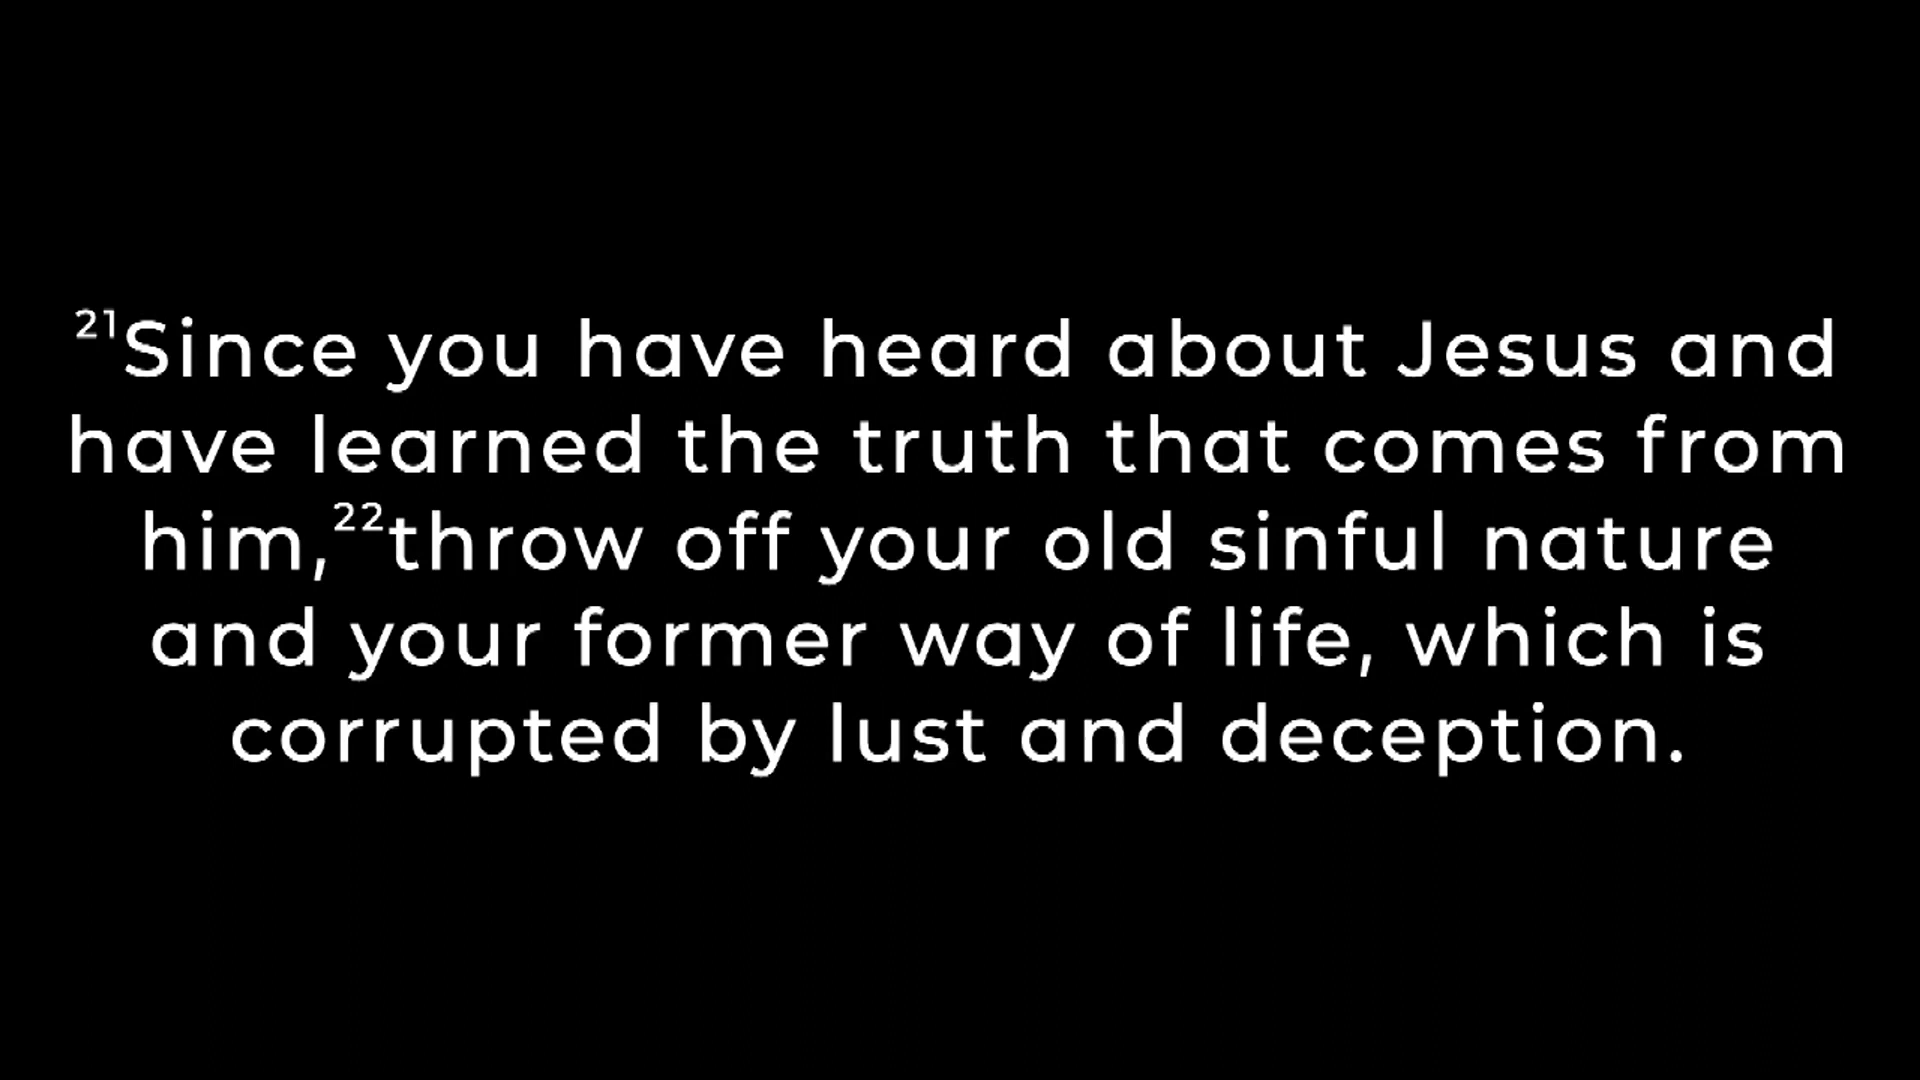 ²¹Since you have heard about Jesus and
have learned the truth that comes from
him,²²throw off your old sinful nature
and your former way of life, which is
corrupted by lust and deception.